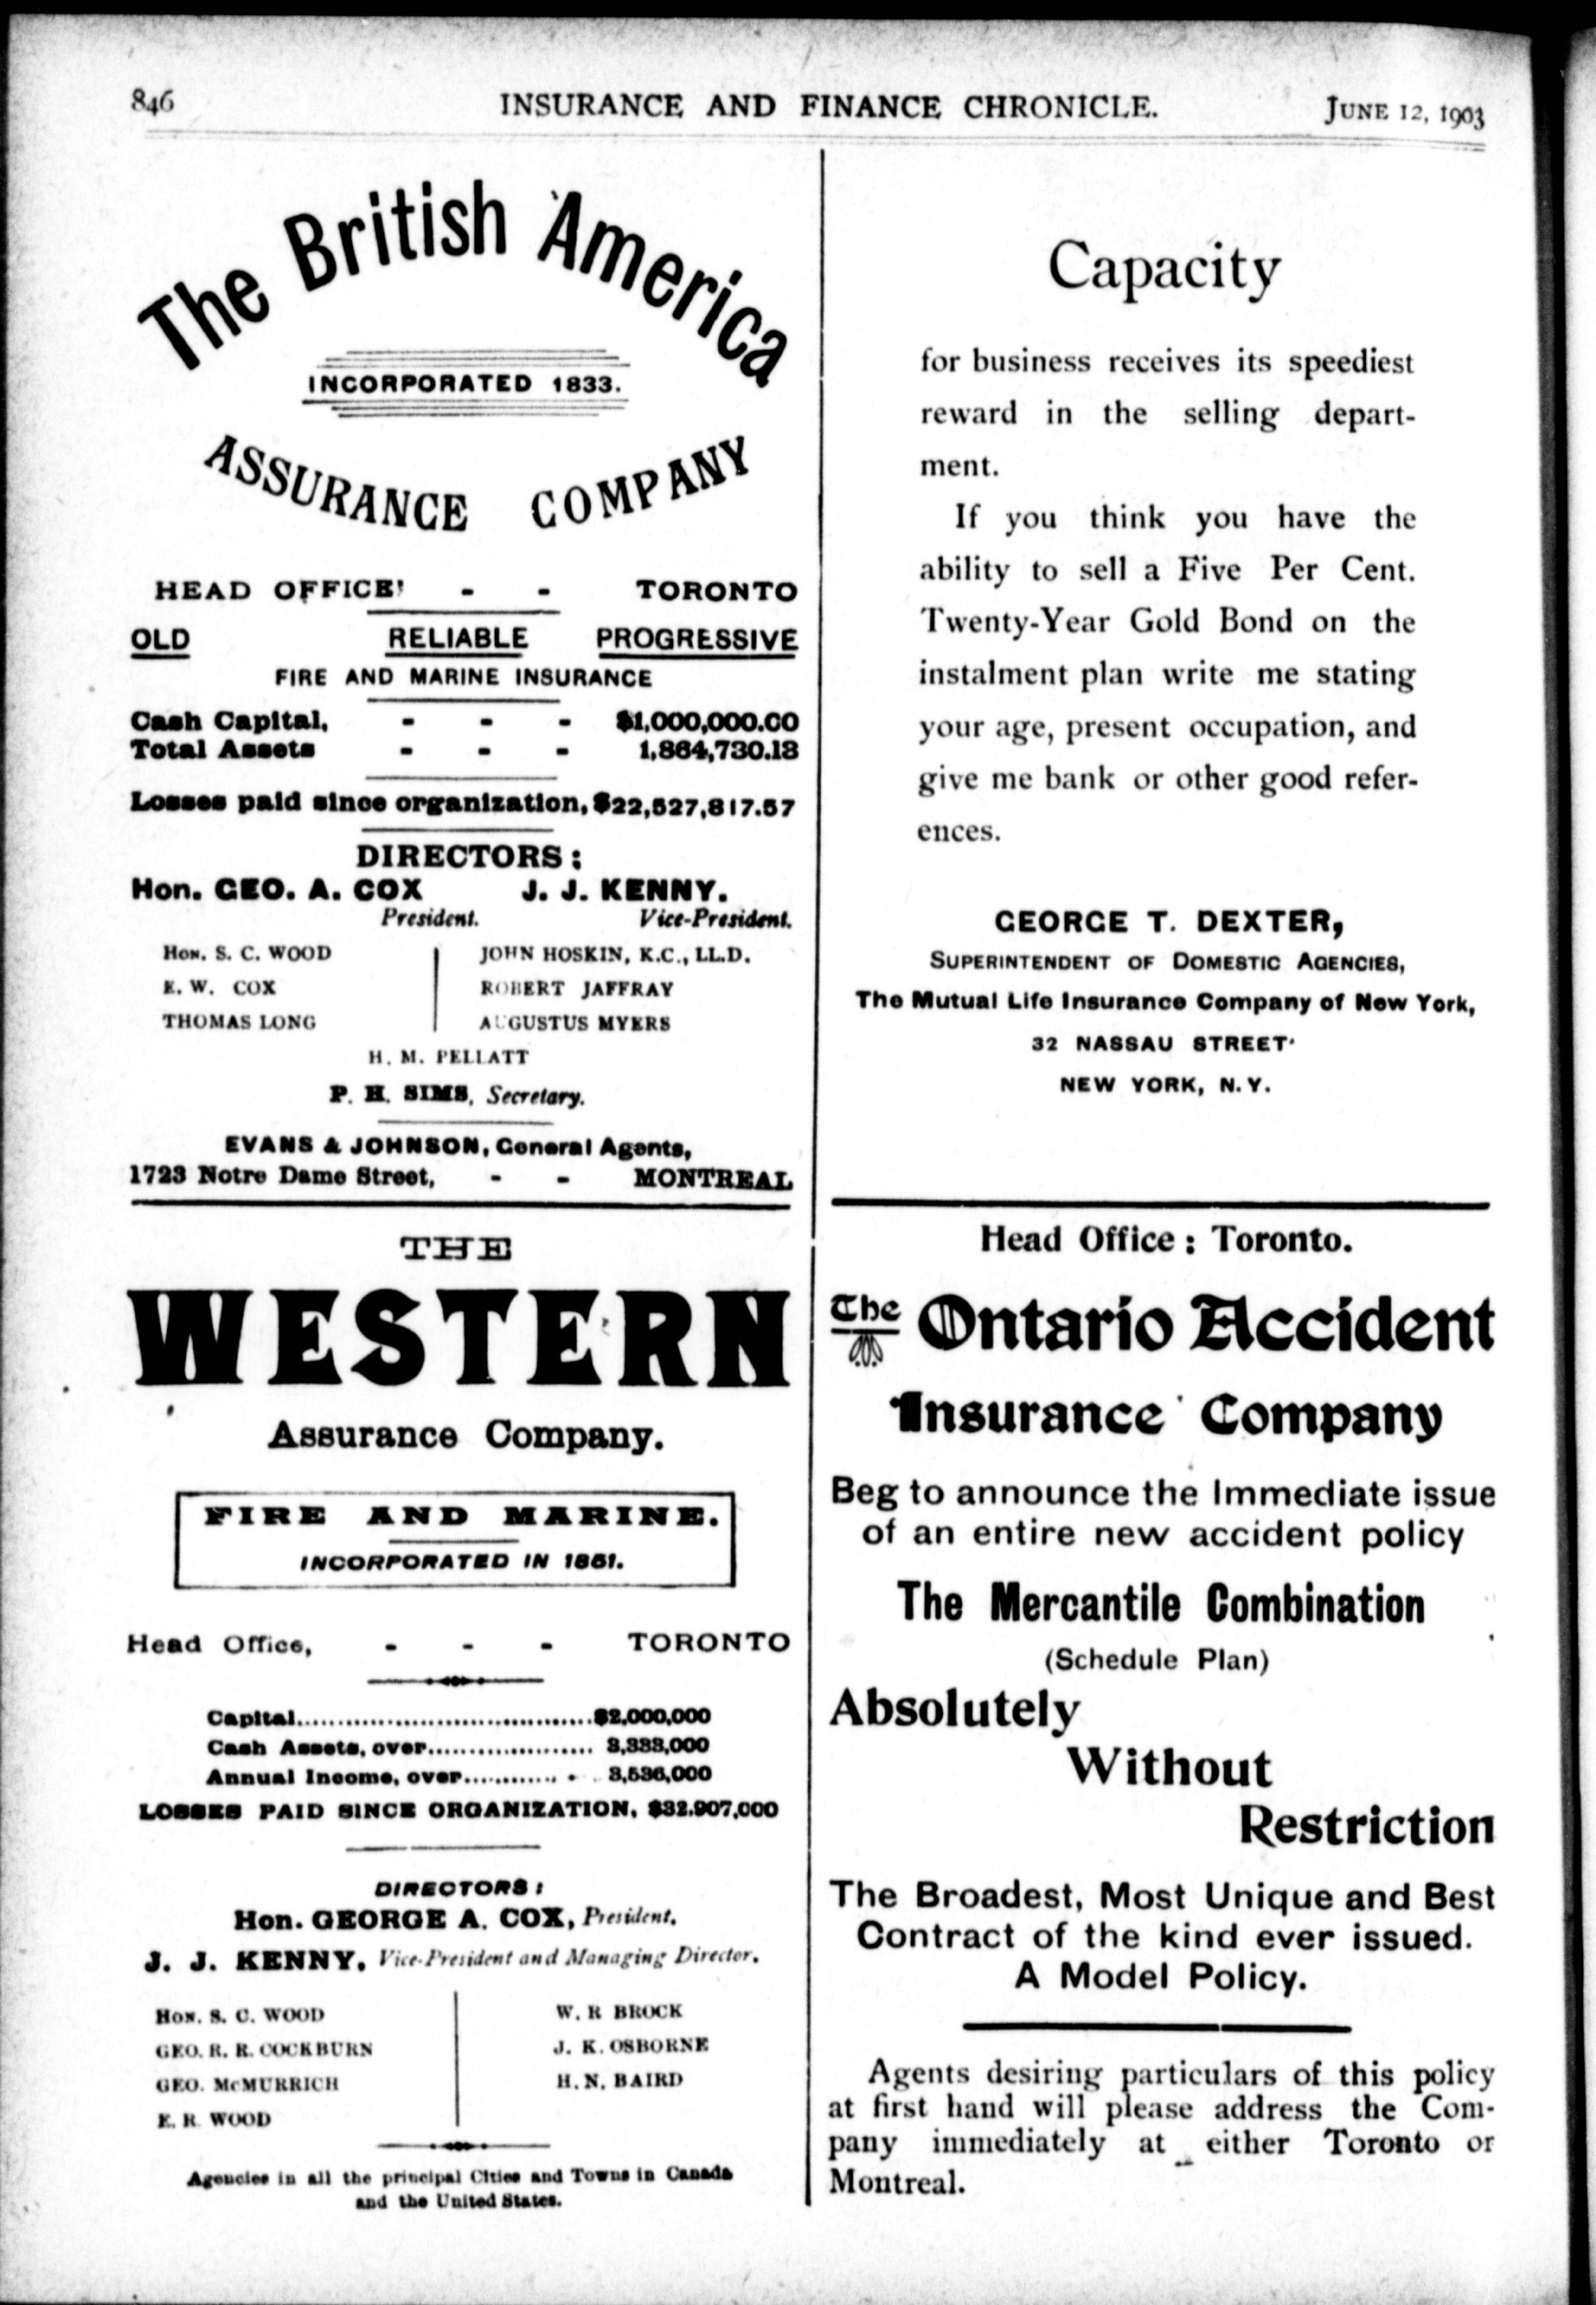 846 INSURANCE AND FINANCE CHRONICLE. JUNE 12, 1903
The British America
INCORPORATED 1833.
ASSURANCE COMPANY
HEAD OFFICE' - - TORONTO
OLD RELIABLE PROGRESSIVE
FIRE AND MARINE INSURANCE
Cash Capital, - - - $1,000,000.00
Total Assets - - - 1,864,730.13
Losses paid since organization, $22,527,817.57
DIRECTORS:
Hon. GEO. A. COX J. J. KENNY.
President. Vice-President.
HON. S. C. WOOD JOHN HOSKIN, K.C., LL.D.
E. W. COX ROBERT JAFFRAY
THOMAS LONG AUGUSTUS MYERS
H. M. PELLATT
P. H. SIMS, Secretary.
EVANS & JOHNSON, General Agents,
1723 Notre Dame Street, - - MONTREAL
THE
WESTERN
Assurance Company.
FIRE AND MARINE.
INCORPORATED IN 1851.
Head Office, - - - TORONTO
Capital....................................$2,000,000
Cash Assets, over.................... 3,333,000
Annual Income, over............ 3,536,000
LOSSES PAID SINCE ORGANIZATION, $32,907,000
DIRECTORS:
Hon. GEORGE A. COX, President.
J. J. KENNY, Vice-President and Managing Director.
HON. S. C. WOOD W. R BROCK
GEO. R. R. COCKBURN J. K. OSBORNE
GEO. McMURRICH H. N. BAIRD
E. R WOOD
Agencies in all the principal Cities and Towns in Canada
and the United States.
Capacity
for business receives its speediest
reward in the selling depart-
ment.
If you think you have the
ability to sell a Five Per Cent.
Twenty-Year Gold Bond on the
instalment plan write me stating
your age, present occupation, and
give me bank or other good refer-
ences.
GEORGE T. DEXTER,
SUPERINTENDENT OF DOMESTIC AGENCIES,
The Mutual Life Insurance Company of New York,
32 NASSAU STREET'
NEW YORK, N.Y.
Head Office: Toronto.
The Ontario Accident
Insurance Company
Beg to announce the Immediate issue
of an entire new accident policy
The Mercantile Combination
(Schedule Plan)
Absolutely
Without
Restriction
The Broadest, Most Unique and Best
Contract of the kind ever issued.
A Model Policy.
Agents desiring particulars of this policy
at first hand will please address the Com-
pany immediately at either Toronto or
Montreal.